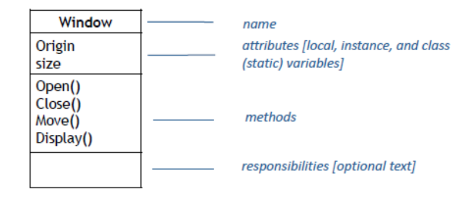 Window
name
Origin
size
attributes [local, instance, and class
(static) variables]
Open()
Close()
Move()
Display()
methods
responsibilities [optional text]